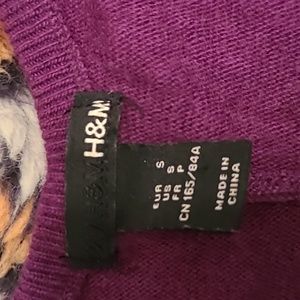 H&M
EUR S
US S
FR P
CN 165/84A
MADE IN
CHINA